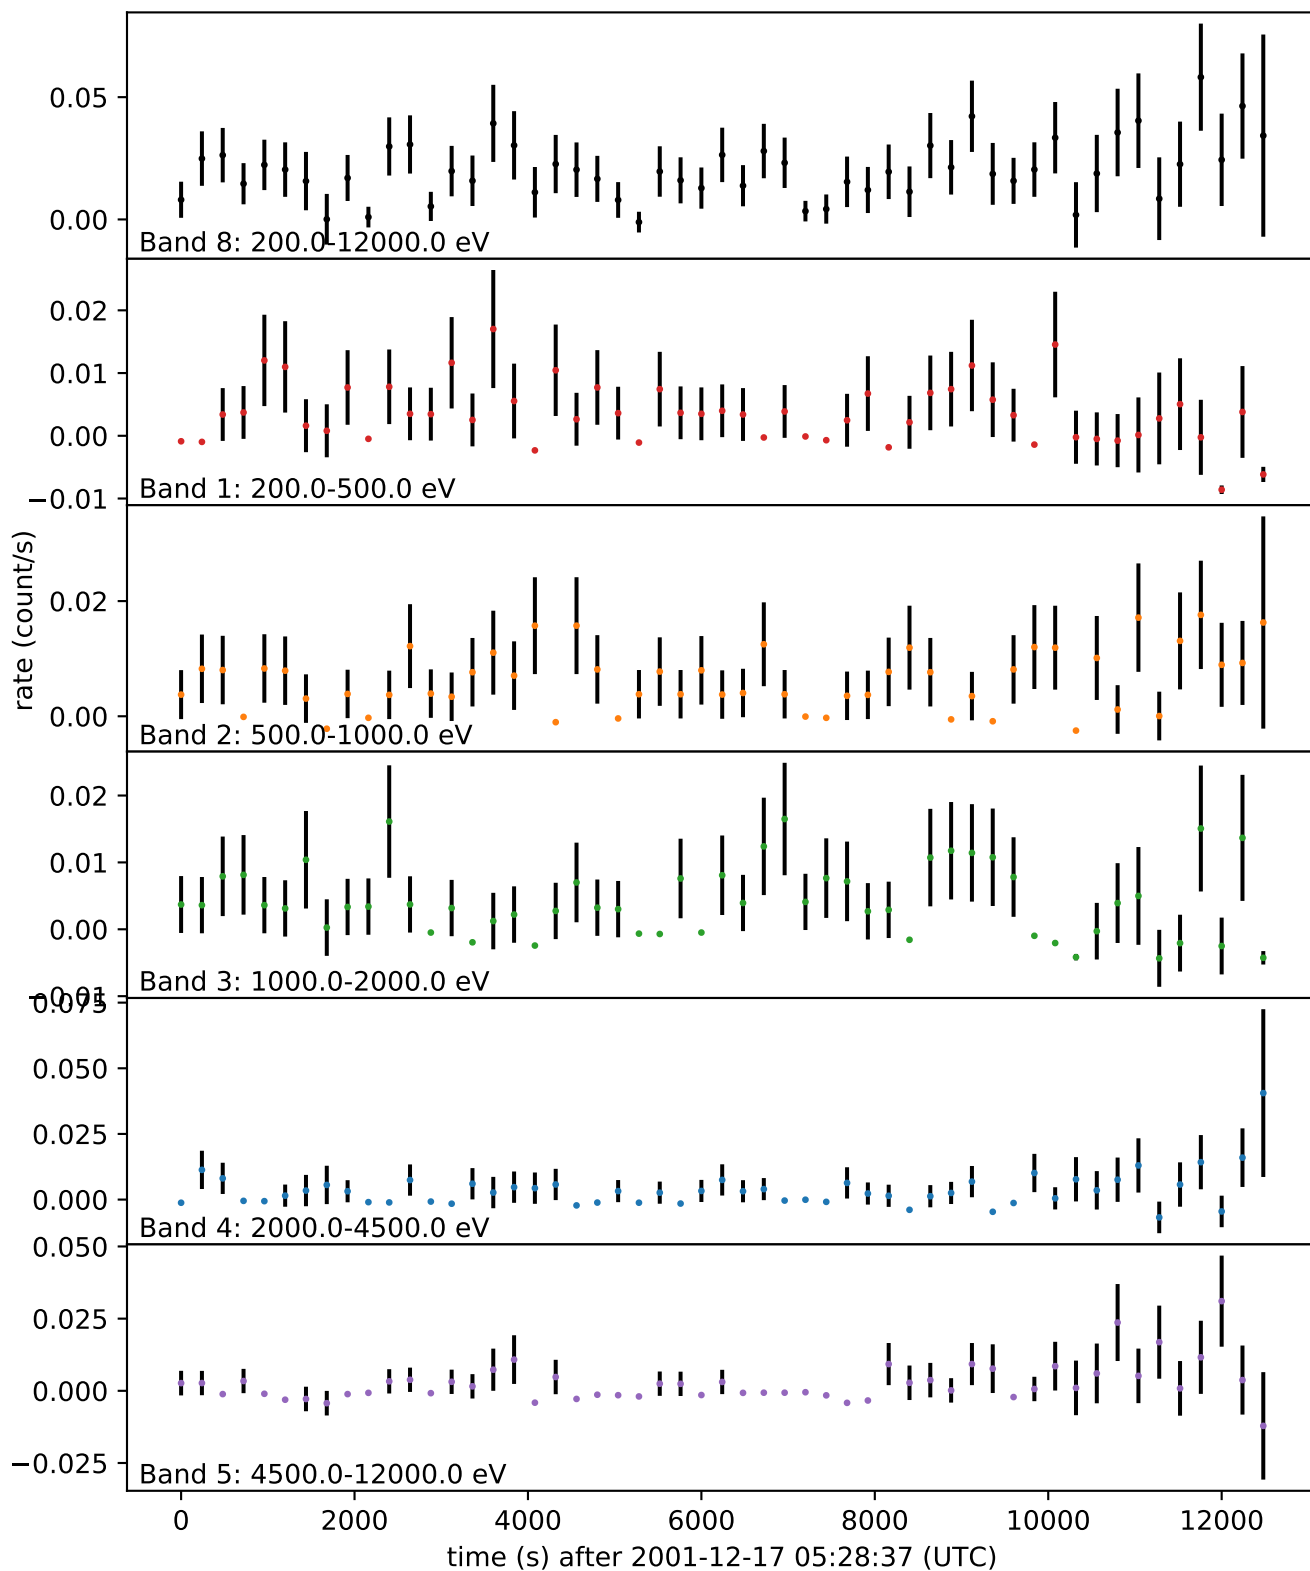 0.05
0.00
Band 8: 200.0-12000.0 eV
0.02
0.01
0.00
−0.01
Band 1: 200.0-500.0 eV
rate (count/s)
0.02
0.00
Band 2: 500.0-1000.0 eV
0.02
0.01
0.00
−0.01
Band 3: 1000.0-2000.0 eV
0.075
0.050
0.025
0.000
Band 4: 2000.0-4500.0 eV
0.050
0.025
0.000
−0.025
Band 5: 4500.0-12000.0 eV
0 2000 4000 6000 8000 10000 12000
time (s) after 2001-12-17 05:28:37 (UTC)